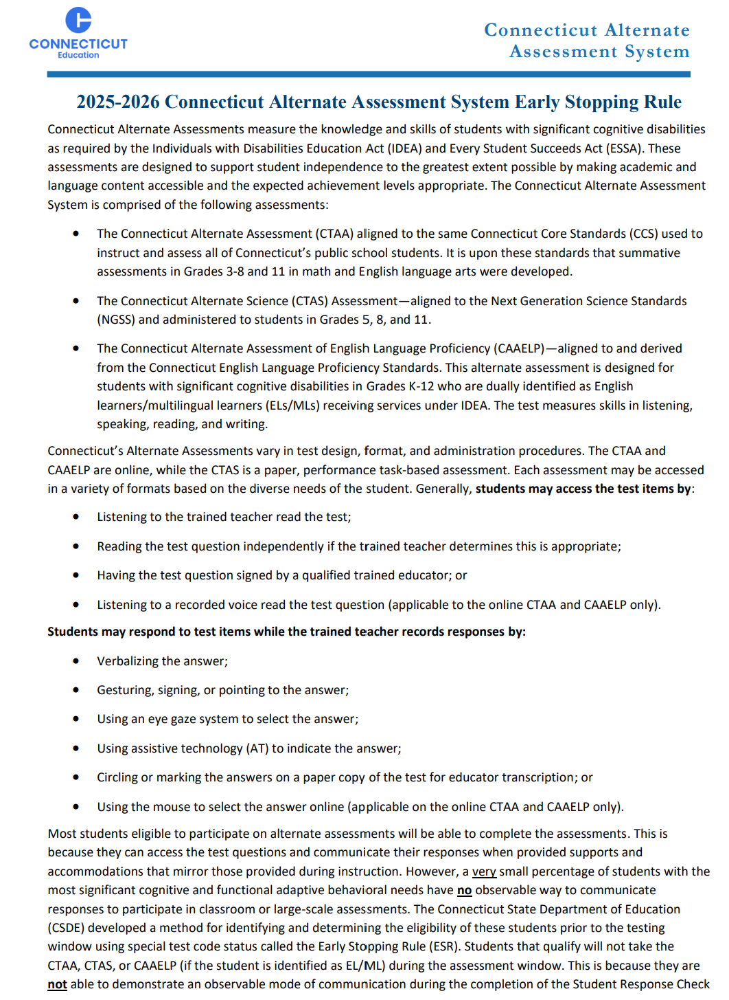 CONNECTICUT
Education
Connecticut Alternate
Assessment System
2025-2026 Connecticut Alternate Assessment System Early Stopping Rule
Connecticut Alternate Assessments measure the knowledge and skills of students with significant cognitive disabilities
as required by the Individuals with Disabilities Education Act (IDEA) and Every Student Succeeds Act (ESSA). These
assessments are designed to support student independence to the greatest extent possible by making academic and
language content accessible and the expected achievement levels appropriate. The Connecticut Alternate Assessment
System is comprised of the following assessments:
• The Connecticut Alternate Assessment (CTAA) aligned to the same Connecticut Core Standards (CCS) used to
instruct and assess all of Connecticut’s public school students. It is upon these standards that summative
assessments in Grades 3-8 and 11 in math and English language arts were developed.
• The Connecticut Alternate Science (CTAS) Assessment—aligned to the Next Generation Science Standards
(NGSS) and administered to students in Grades 5, 8, and 11.
• The Connecticut Alternate Assessment of English Language Proficiency (CAAELP)—aligned to and derived
from the Connecticut English Language Proficiency Standards. This alternate assessment is designed for
students with significant cognitive disabilities in Grades K-12 who are dually identified as English
learners/multilingual learners (ELs/MLs) receiving services under IDEA. The test measures skills in listening,
speaking, reading, and writing.
Connecticut’s Alternate Assessments vary in test design, format, and administration procedures. The CTAA and
CAAELP are online, while the CTAS is a paper, performance task-based assessment. Each assessment may be accessed
in a variety of formats based on the diverse needs of the student. Generally, students may access the test items by:
• Listening to the trained teacher read the test;
• Reading the test question independently if the trained teacher determines this is appropriate;
• Having the test question signed by a qualified trained educator; or
• Listening to a recorded voice read the test question (applicable to the online CTAA and CAAELP only).
Students may respond to test items while the trained teacher records responses by:
• Verbalizing the answer;
• Gesturing, signing, or pointing to the answer;
• Using an eye gaze system to select the answer;
• Using assistive technology (AT) to indicate the answer;
• Circling or marking the answers on a paper copy of the test for educator transcription; or
• Using the mouse to select the answer online (applicable on the online CTAA and CAAELP only).
Most students eligible to participate on alternate assessments will be able to complete the assessments. This is
because they can access the test questions and communicate their responses when provided supports and
accommodations that mirror those provided during instruction. However, a very small percentage of students with the
most significant cognitive and functional adaptive behavioral needs have no observable way to communicate
responses to participate in classroom or large-scale assessments. The Connecticut State Department of Education
(CSDE) developed a method for identifying and determining the eligibility of these students prior to the testing
window using special test code status called the Early Stopping Rule (ESR). Students that qualify will not take the
CTAA, CTAS, or CAAELP (if the student is identified as EL/ML) during the assessment window. This is because they are
not able to demonstrate an observable mode of communication during the completion of the Student Response Check